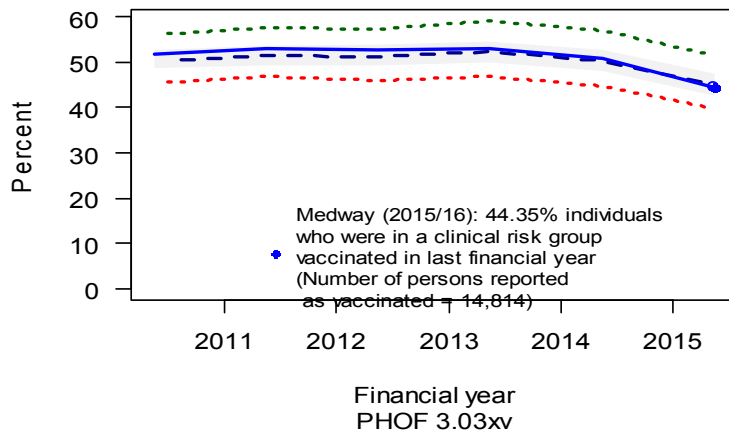 Percent
60
50
40
30
20
10
0
Medway (2015/16): 44.35% individuals
who were in a clinical risk group
vaccinated in last financial year
(Number of persons reported
as vaccinated = 14,814)
2011 2012 2013 2014 2015
Financial year
PHOF 3.03xv